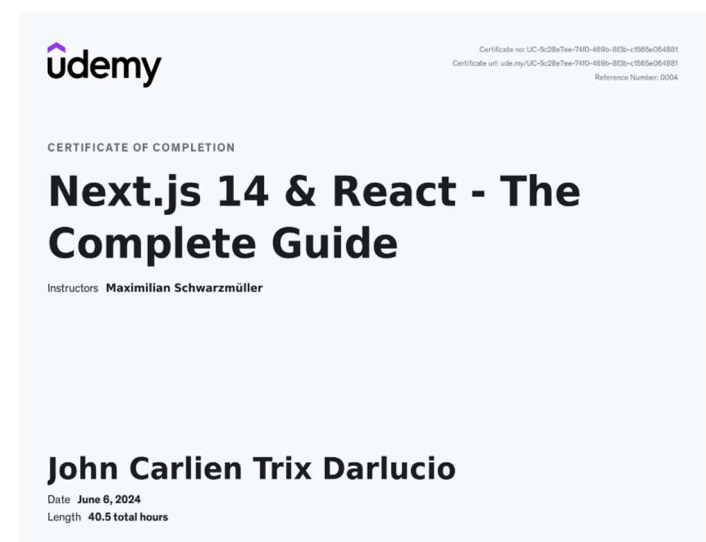 udemy
Certificate no: UC-5c28e7ee-74f0-469b-8f3b-c1565e064881
Certificate url: ude.my/UC-5c28e7ee-74f0-469b-8f3b-c1565e064881
Reference Number: 0004
CERTIFICATE OF COMPLETION
Next.js 14 & React - The
Complete Guide
Instructors Maximilian Schwarzmüller
John Carlien Trix Darlucio
Date June 6, 2024
Length 40.5 total hours